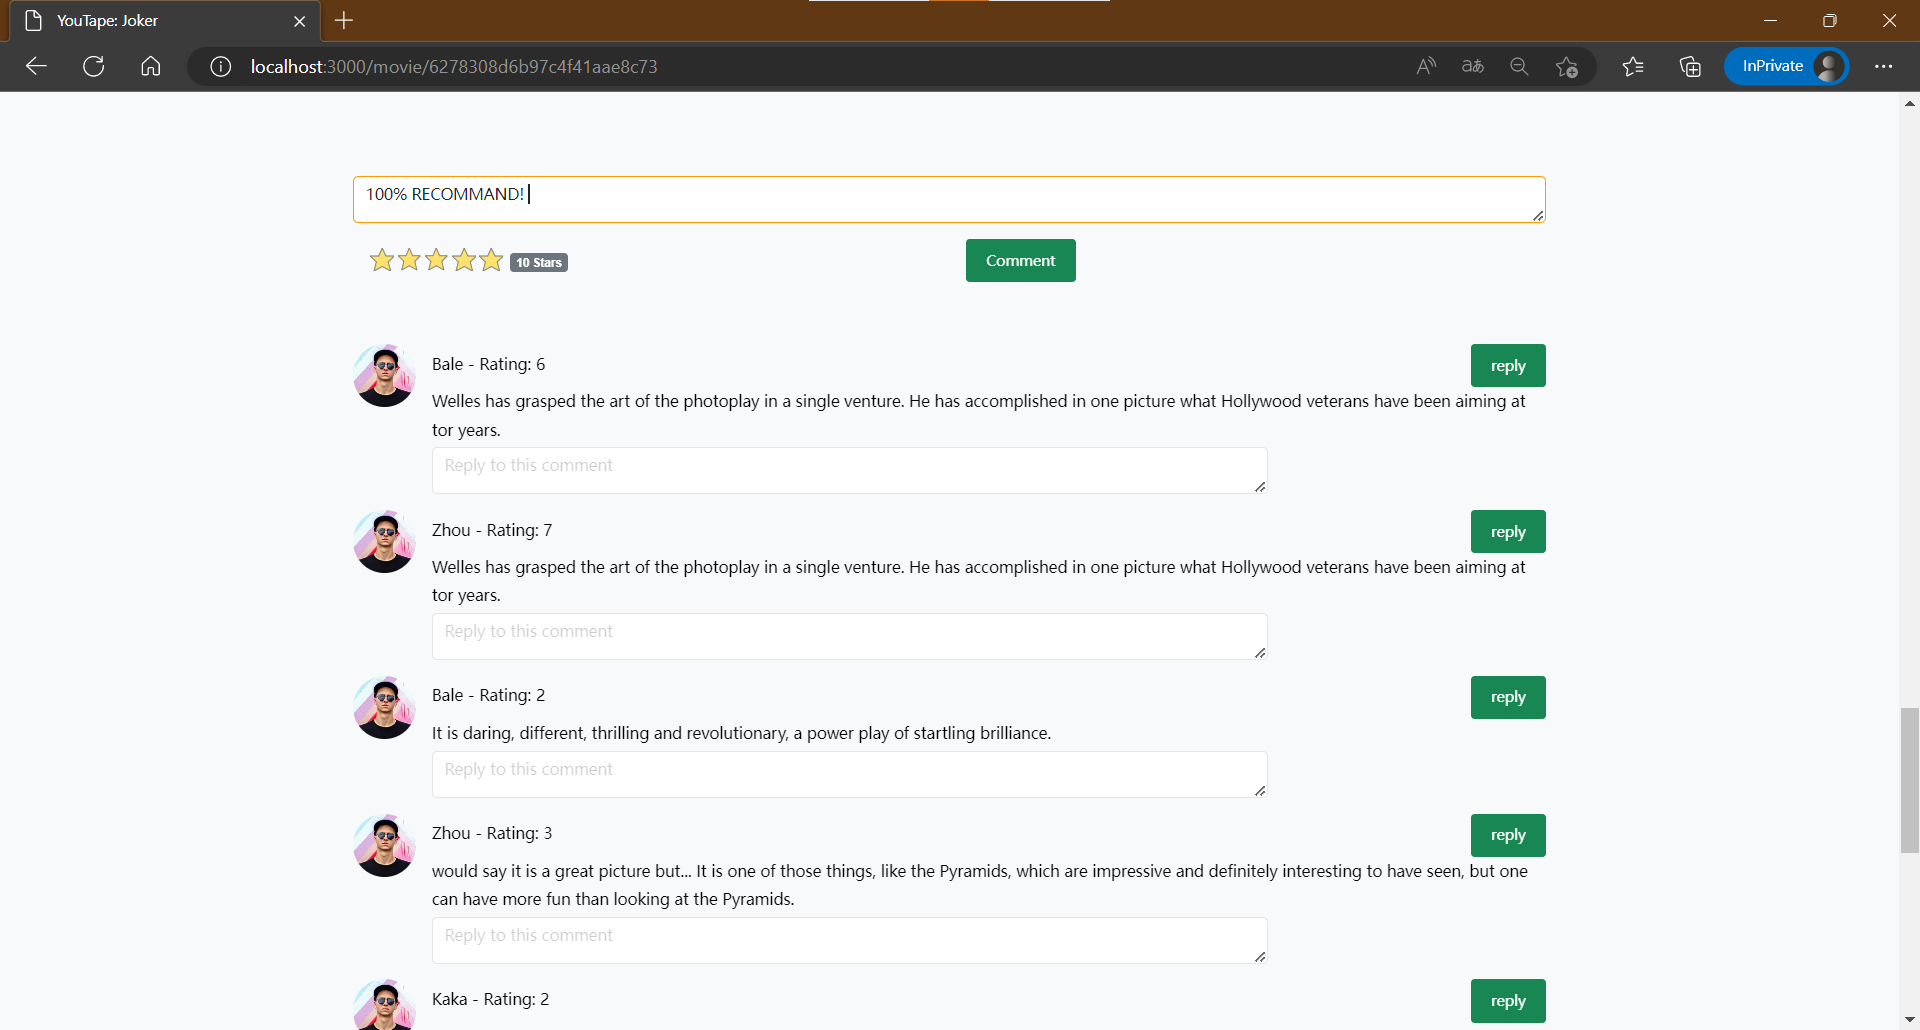 YouTape: Joker
localhost:3000/movie/6278308d6b97c4f41aae8c73
InPrivate
100% RECOMMAND!
10 Stars
Comment
Bale - Rating: 6
reply
Welles has grasped the art of the photoplay in a single venture. He has accomplished in one picture what Hollywood veterans have been aiming at
tor years.
Reply to this comment
Zhou - Rating: 7
reply
Welles has grasped the art of the photoplay in a single venture. He has accomplished in one picture what Hollywood veterans have been aiming at
tor years.
Reply to this comment
Bale - Rating: 2
reply
It is daring, different, thrilling and revolutionary, a power play of startling brilliance.
Reply to this comment
Zhou - Rating: 3
reply
would say it is a great picture but... It is one of those things, like the Pyramids, which are impressive and definitely interesting to have seen, but one
can have more fun than looking at the Pyramids.
Reply to this comment
Kaka - Rating: 2
reply